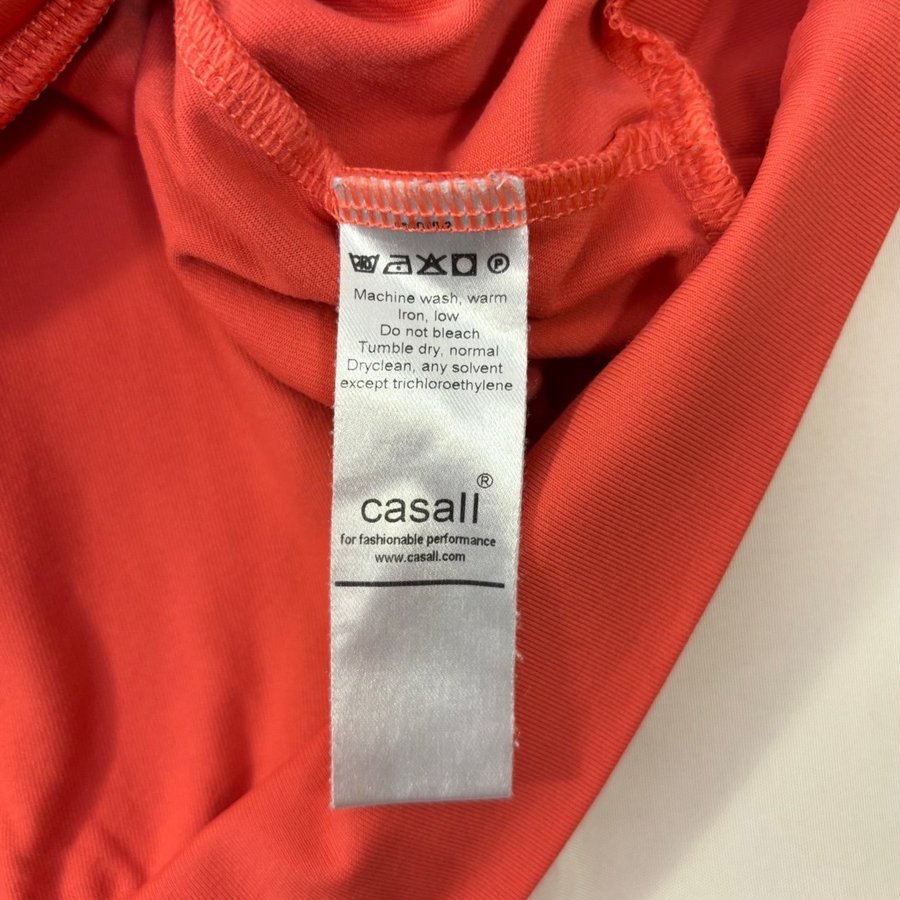 Machine wash, warm
Iron, low
Do not bleach
Tumble dry, normal
Dryclean, any solvent
except trichloroethylene
casall®
for fashionable performance
www.casall.com